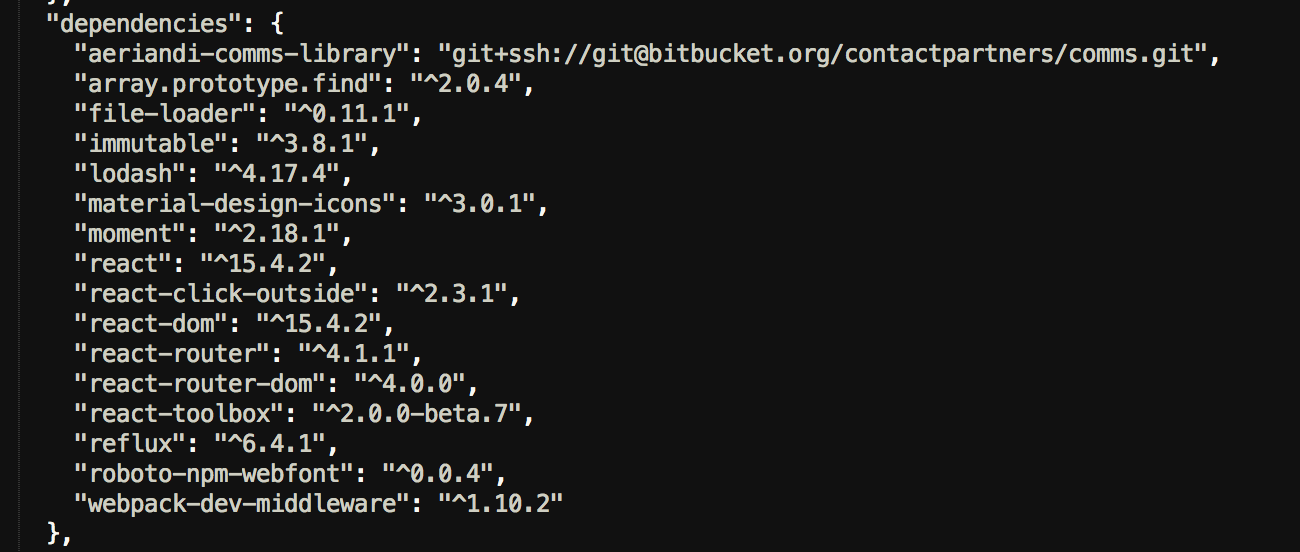 },
"dependencies": {
"aeriandi-comms-library": "git+ssh://git@bitbucket.org/contactpartners/comms.git",
"array.prototype.find": "^2.0.4",
"file-loader": "^0.11.1",
"immutable": "^3.8.1",
"lodash": "^4.17.4",
"material-design-icons": "^3.0.1",
"moment": "^2.18.1",
"react": "^15.4.2",
"react-click-outside": "^2.3.1",
"react-dom": "^15.4.2",
"react-router": "^4.1.1",
"react-router-dom": "^4.0.0",
"react-toolbox": "^2.0.0-beta.7",
"reflux": "^6.4.1",
"roboto-npm-webfont": "^0.0.4",
"webpack-dev-middleware": "^1.10.2"
},